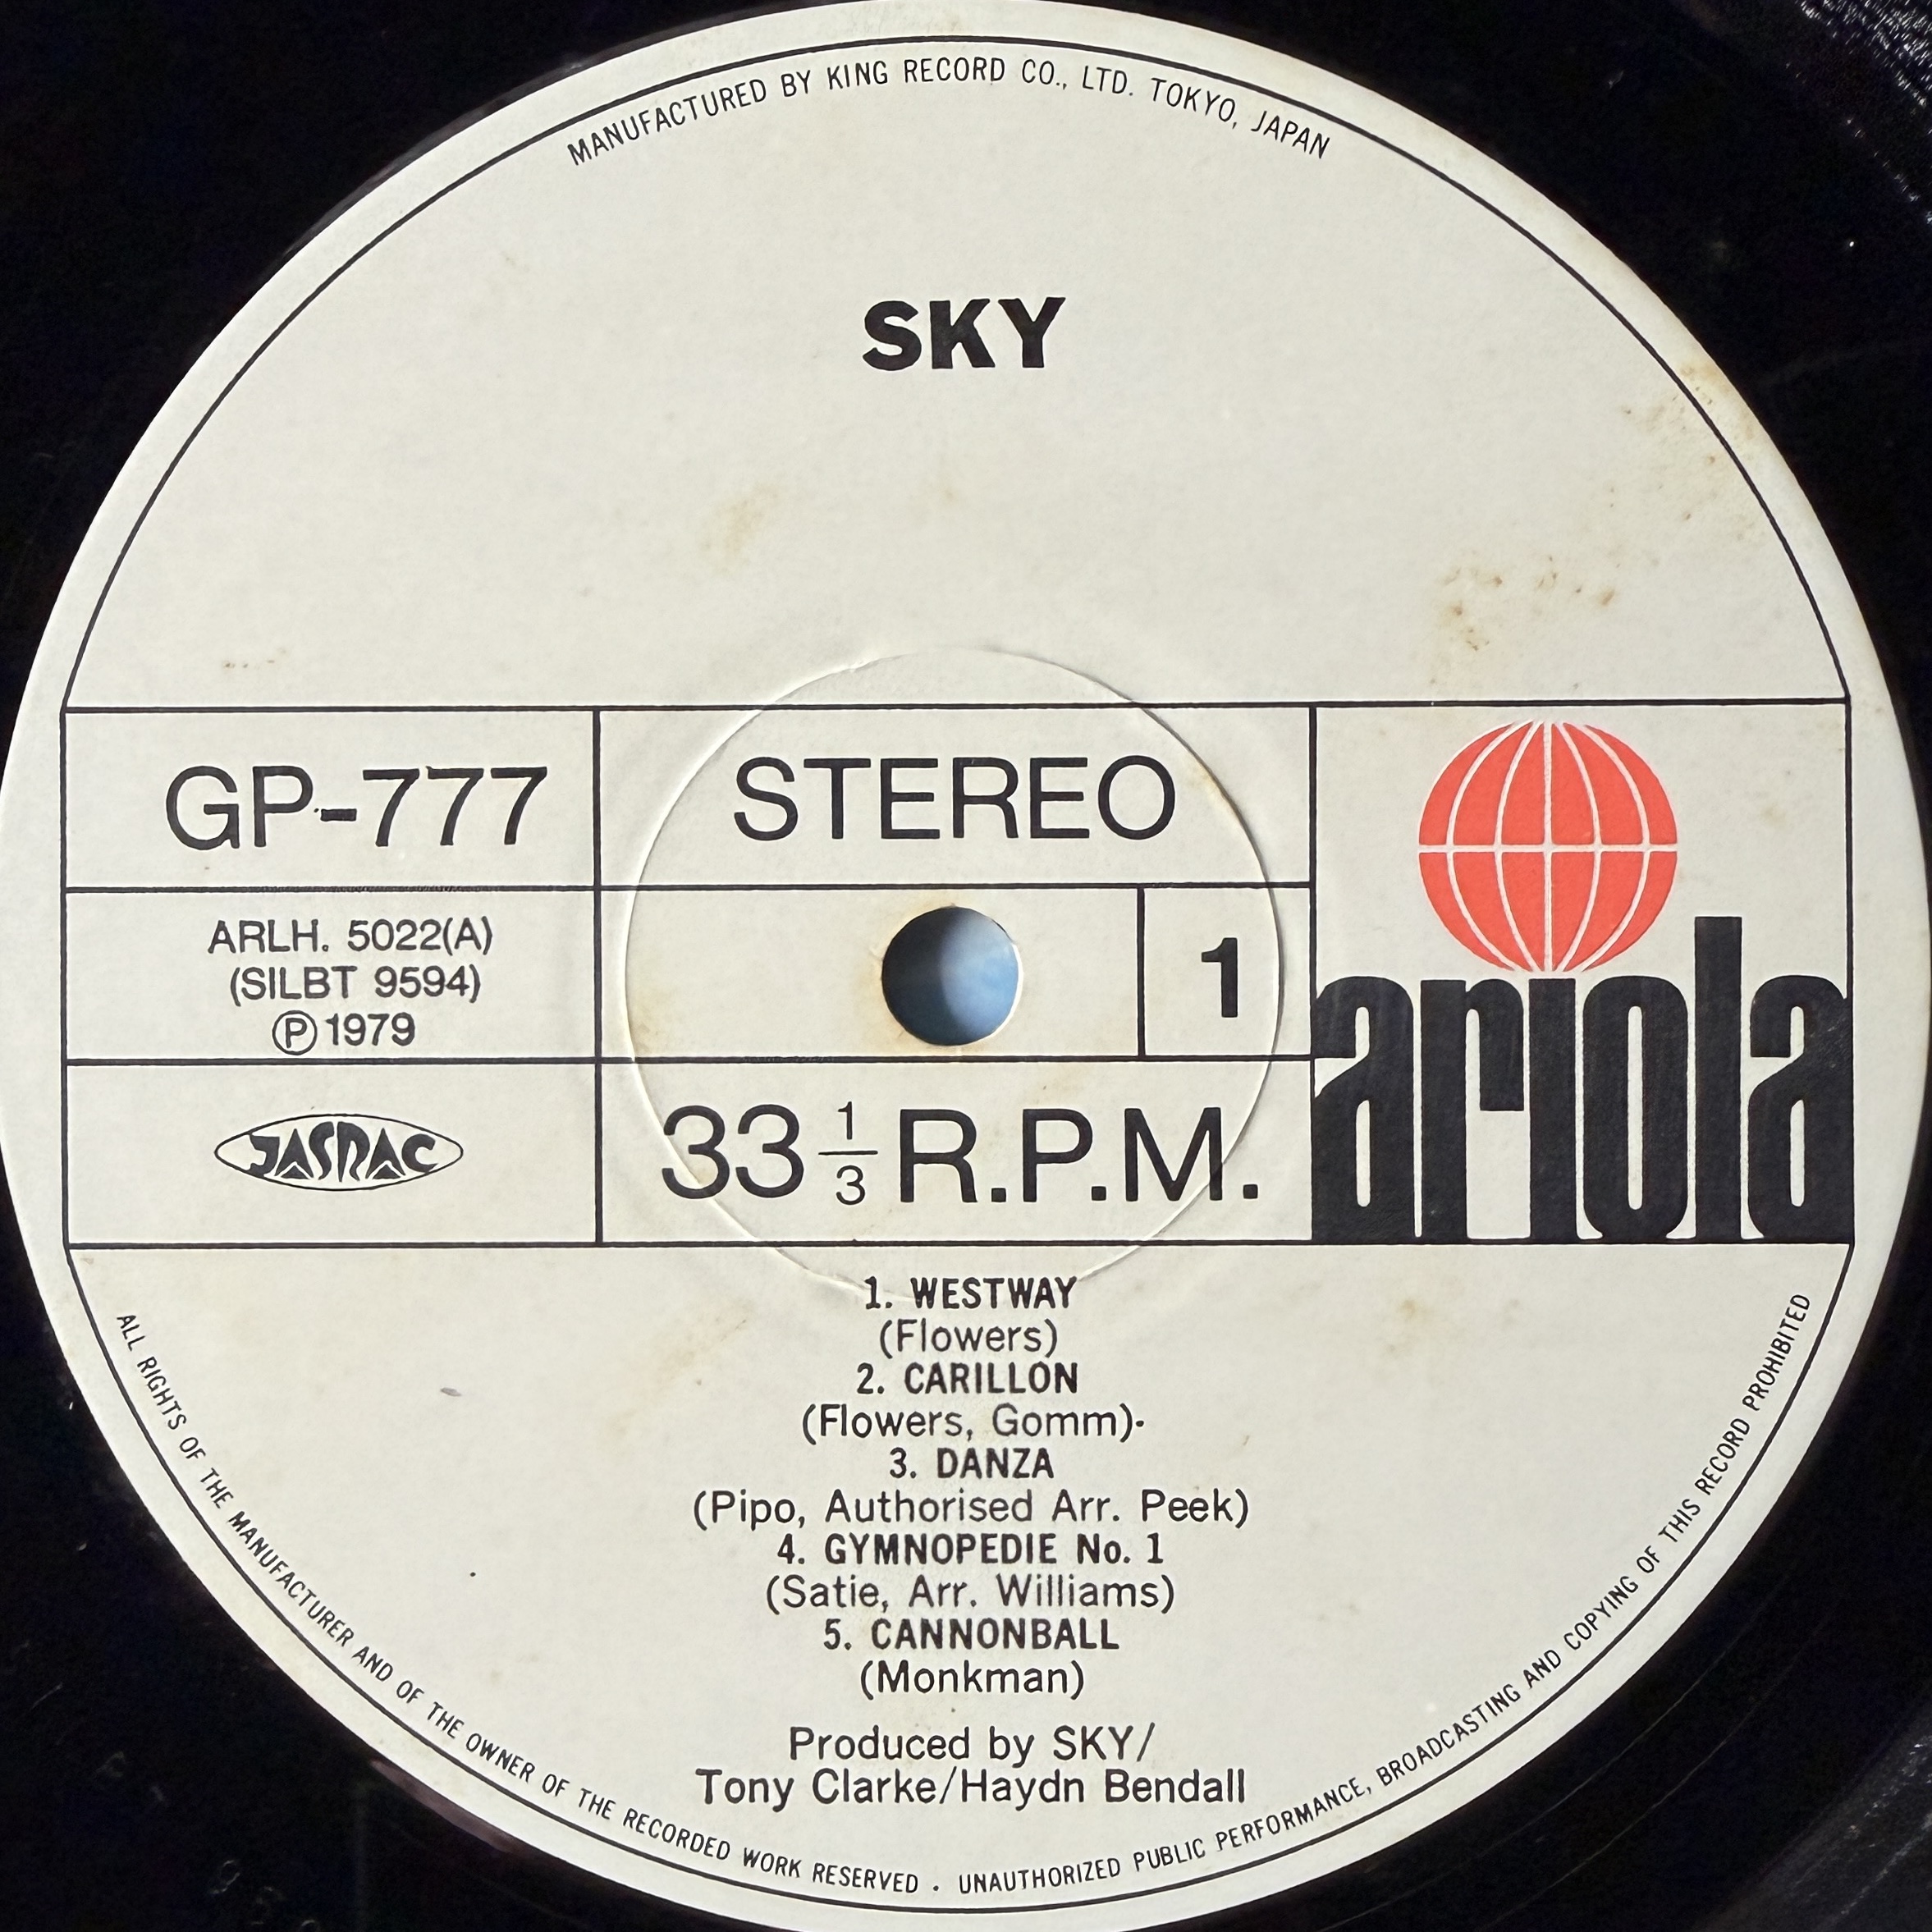 MANUFACTURED BY KING RECORD CO., LTD. TOKYO, JAPAN
SKY
GP-777
STEREO
ARLH. 5022(A)
(SILBT 9594)
Ⓟ1979
1
ariola
JASRAC
33 1/3 R.P.M.
1. WESTWAY
(Flowers)
2. CARILLON
(Flowers, Gomm)
3. DANZA
(Pipo, Authorised Arr. Peek)
4. GYMNOPEDIE No. 1
(Satie, Arr. Williams)
5. CANNONBALL
(Monkman)
Produced by SKY/
Tony Clarke/Haydn Bendall
ALL RIGHTS OF THE MANUFACTURER AND OF THE OWNER OF THE RECORDED WORK RESERVED . UNAUTHORIZED PUBLIC PERFORMANCE, BROADCASTING AND COPYING OF THIS RECORD PROHIBITED